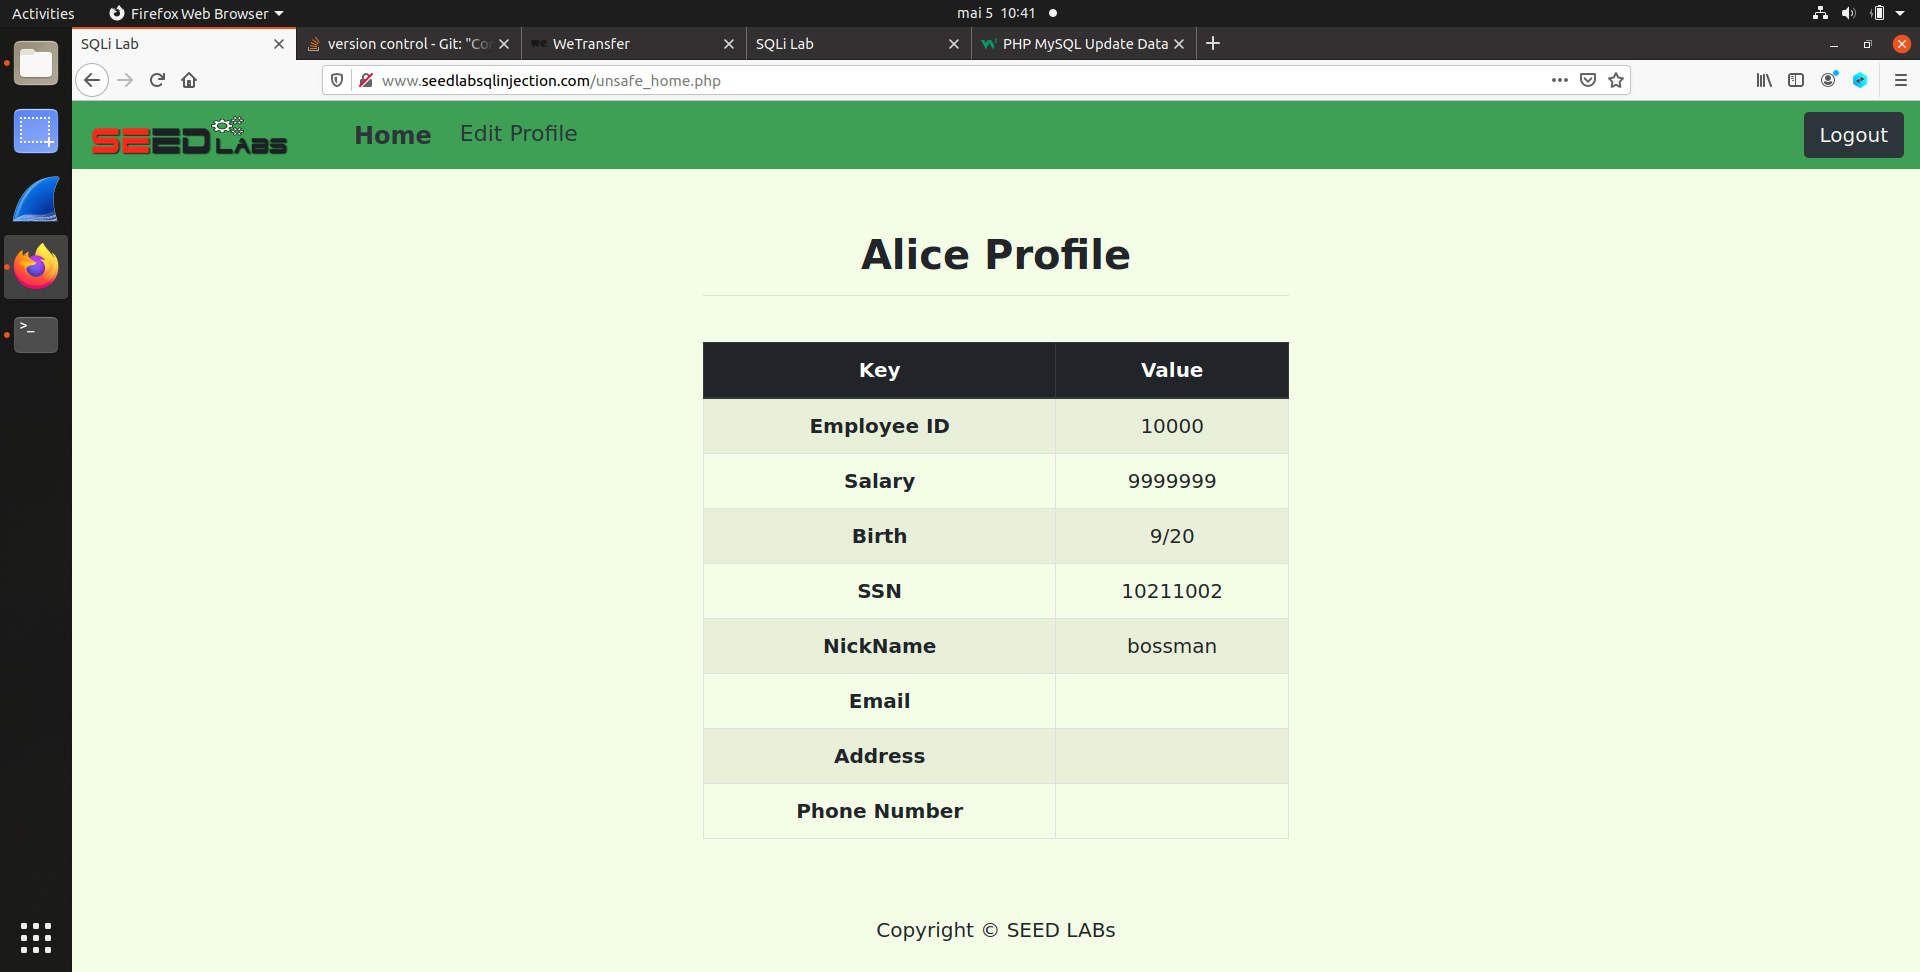 Activities Firefox Web Browser mai 5 10:41
SQLi Lab version control - Git: "Co WeTransfer SQLi Lab PHP MySQL Update Data
www.seedlabsqlinjection.com/unsafe_home.php
SEED LABS Home Edit Profile Logout
Alice Profile
Key Value
Employee ID 10000
Salary 9999999
Birth 9/20
SSN 10211002
NickName bossman
Email
Address
Phone Number
Copyright © SEED LABs